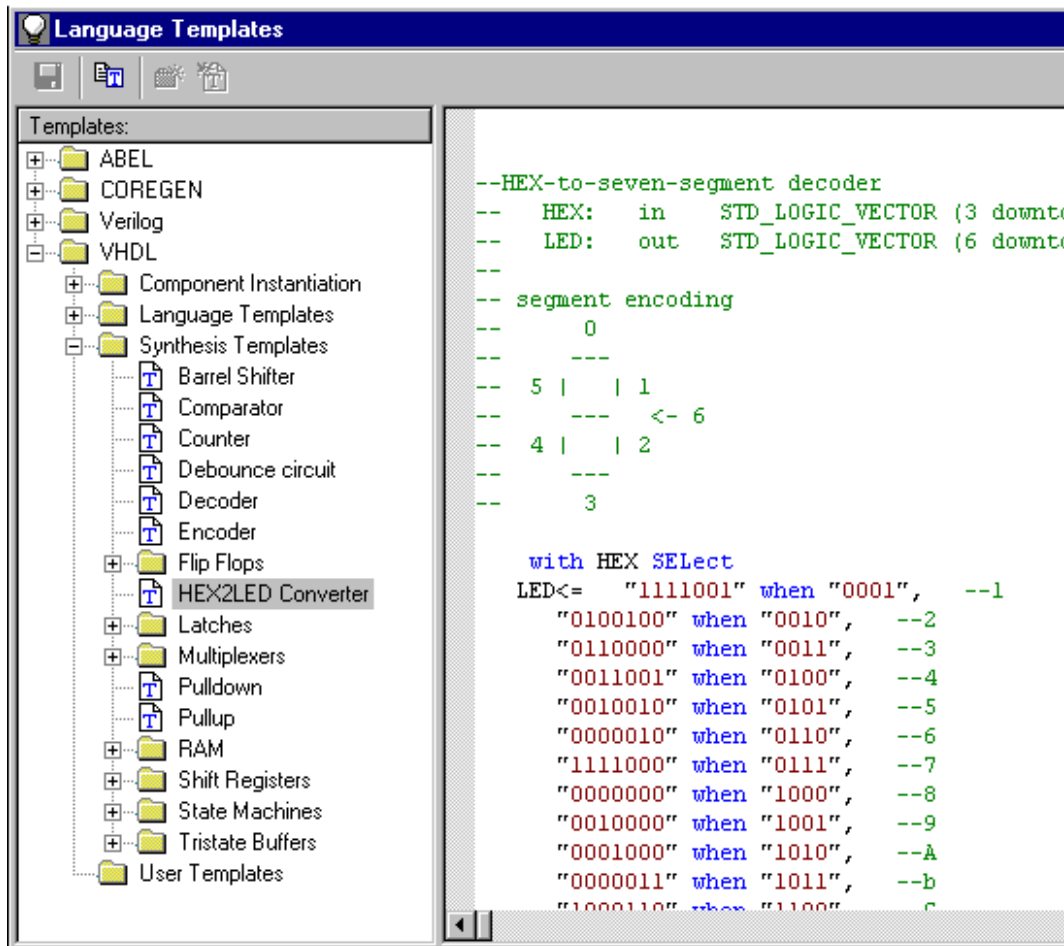 Language Templates
Templates:
ABEL
COREGEN
Verilog
VHDL
Component Instantiation
Language Templates
Synthesis Templates
Barrel Shifter
Comparator
Counter
Debounce circuit
Decoder
Encoder
Flip Flops
HEX2LED Converter
Latches
Multiplexers
Pulldown
Pullup
RAM
Shift Registers
State Machines
Tristate Buffers
User Templates
--HEX-to-seven-segment decoder
--   HEX:   in    STD_LOGIC_VECTOR (3 downto
--   LED:   out   STD_LOGIC_VECTOR (6 downto
--
-- segment encoding
--      0
--     ---
--  5 |   | 1
--     ---   <- 6
--  4 |   | 2
--     ---
--      3
with HEX SELect
LED<=   "1111001" when "0001",   --1
"0100100" when "0010",   --2
"0110000" when "0011",   --3
"0011001" when "0100",   --4
"0010010" when "0101",   --5
"0000010" when "0110",   --6
"1111000" when "0111",   --7
"0000000" when "1000",   --8
"0010000" when "1001",   --9
"0001000" when "1010",   --A
"0000011" when "1011",   --b
"1000110" when "1100",   --C